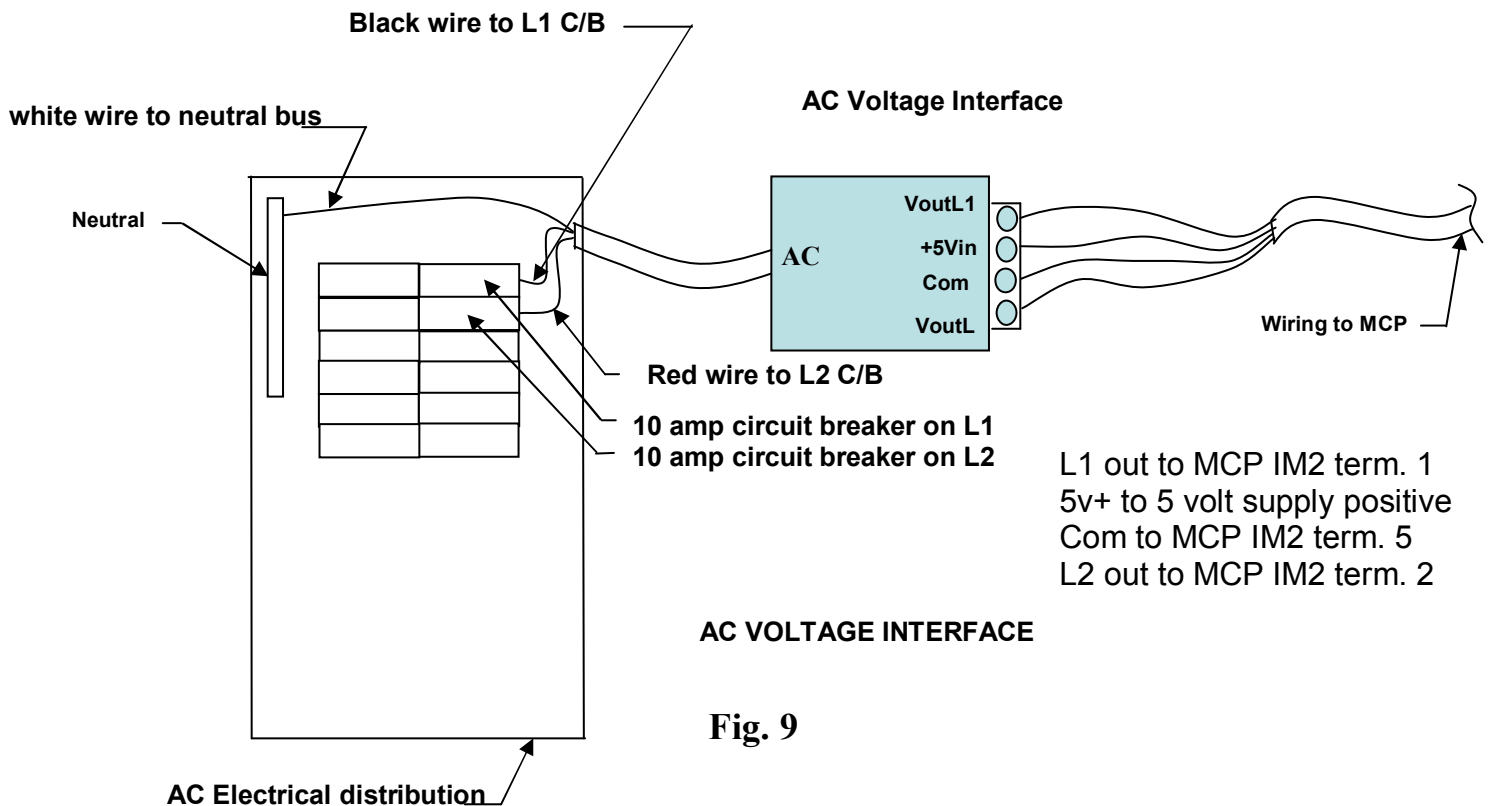 Black wire to L1 C/B
AC Voltage Interface
white wire to neutral bus
Neutral
VoutL1
+5Vin
AC
Com
VoutL
Wiring to MCP
Red wire to L2 C/B
10 amp circuit breaker on L1
10 amp circuit breaker on L2
L1 out to MCP IM2 term. 1
5v+ to 5 volt supply positive
Com to MCP IM2 term. 5
L2 out to MCP IM2 term. 2
AC VOLTAGE INTERFACE
Fig. 9
AC Electrical distribution